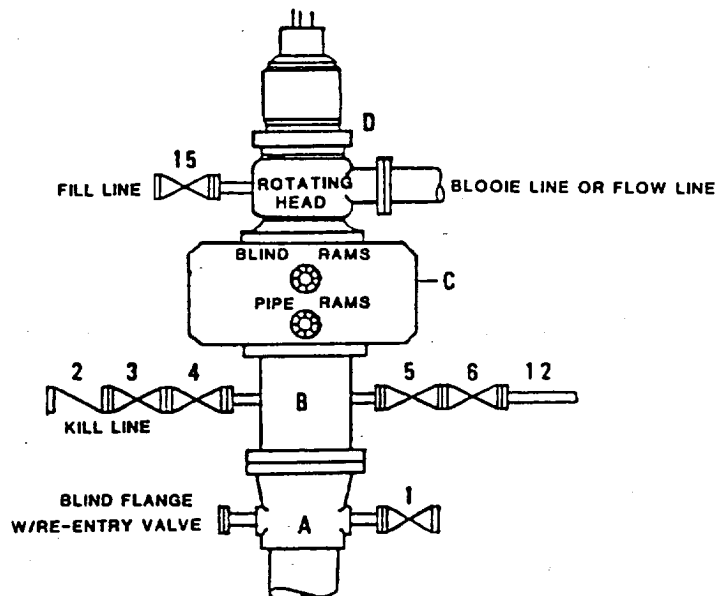 D
15
FILL LINE
ROTATING
HEAD
BLOOIE LINE OR FLOW LINE
BLIND RAMS
C
PIPE RAMS
2 3 4
5 6 12
B
KILL LINE
BLIND FLANGE
W/RE-ENTRY VALVE
1
A